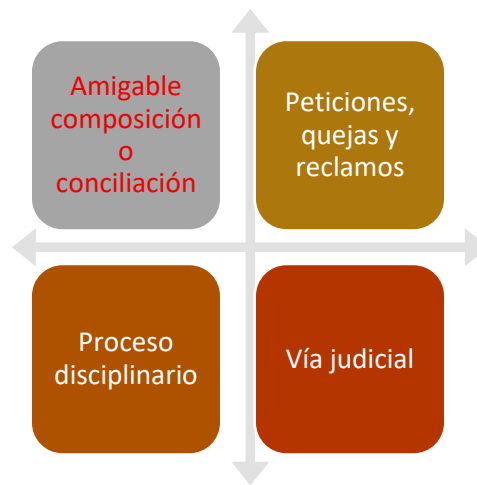 Amigable
composición
o
conciliación
Peticiones,
quejas y
reclamos
Proceso
disciplinario
Vía judicial